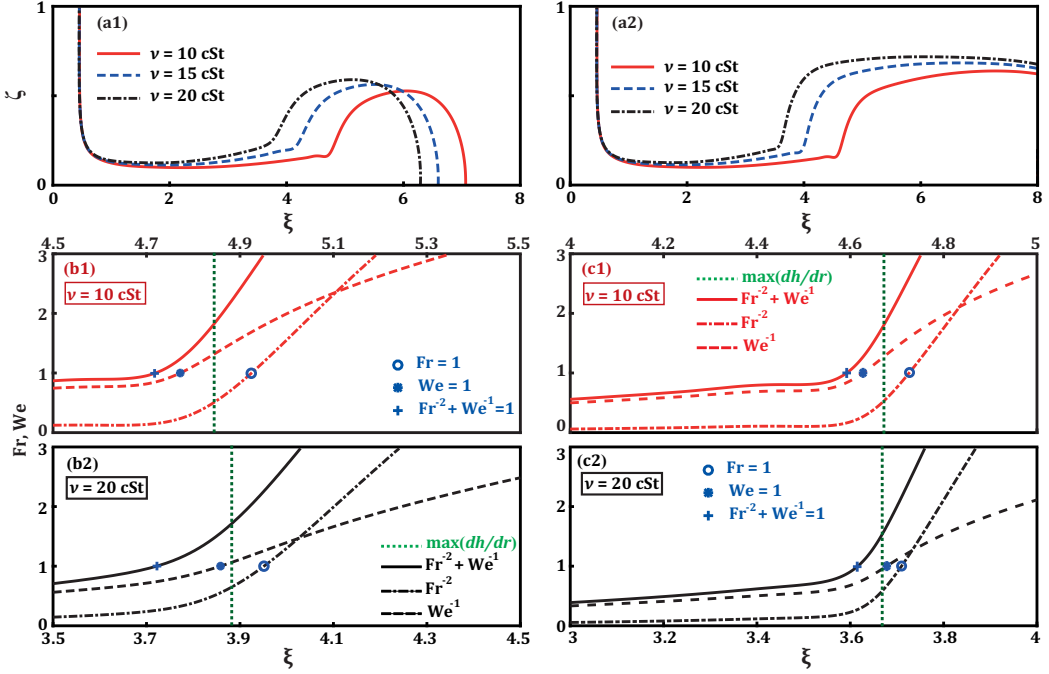 (a1)
ν = 10 cSt
ν = 15 cSt
ν = 20 cSt
ζ
1
0
0 2 4 6 8
ξ
(a2)
ν = 10 cSt
ν = 15 cSt
ν = 20 cSt
1
0
0 2 4 6 8
ξ
4.5 4.7 4.9 5.1 5.3 5.5
(b1)
ν = 10 cSt
3
2
1
0
Fr = 1
We = 1
Fr⁻² + We⁻¹=1
4 4.2 4.4 4.6 4.8 5
(c1)
ν = 10 cSt
max(dh/dr)
Fr⁻² + We⁻¹
Fr⁻²
We⁻¹
3
2
1
0
Fr, We
(b2)
ν = 20 cSt
max(dh/dr)
Fr⁻² + We⁻¹
Fr⁻²
We⁻¹
3
2
1
0
3.5 3.7 3.9 4.1 4.3 4.5
ξ
(c2)
ν = 20 cSt
Fr = 1
We = 1
Fr⁻² + We⁻¹=1
3
2
1
0
3 3.2 3.4 3.6 3.8 4
ξ